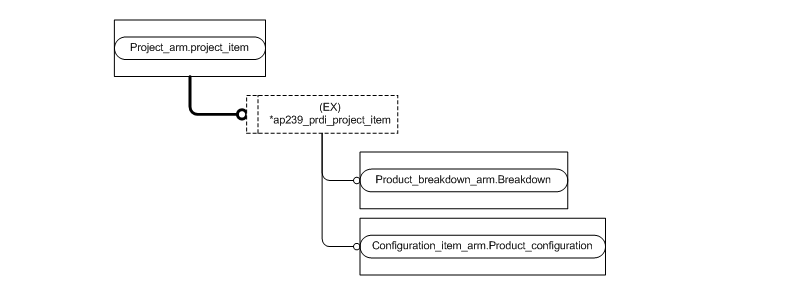 Project_arm.project_item
(EX)
*ap239_prdi_project_item
Product_breakdown_arm.Breakdown
Configuration_item_arm.Product_configuration